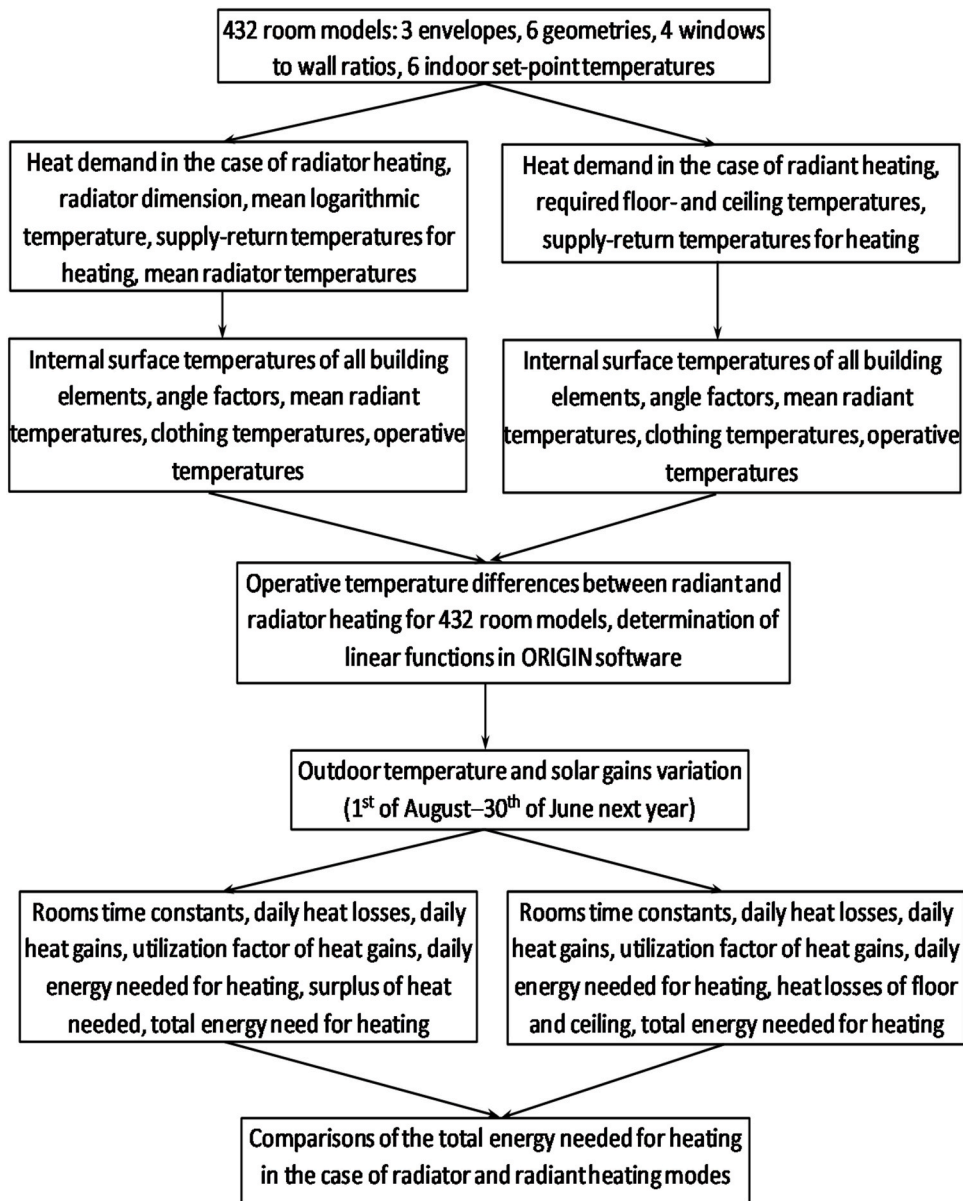 432 room models: 3 envelopes, 6 geometries, 4 windows
to wall ratios, 6 indoor set-point temperatures
Heat demand in the case of radiator heating,
radiator dimension, mean logarithmic
temperature, supply-return temperatures for
heating, mean radiator temperatures
Heat demand in the case of radiant heating,
required floor- and ceiling temperatures,
supply-return temperatures for heating
Internal surface temperatures of all building
elements, angle factors, mean radiant
temperatures, clothing temperatures, operative
temperatures
Internal surface temperatures of all building
elements, angle factors, mean radiant
temperatures, clothing temperatures, operative
temperatures
Operative temperature differences between radiant and
radiator heating for 432 room models, determination of
linear functions in ORIGIN software
Outdoor temperature and solar gains variation
(1st of August–30th of June next year)
Rooms time constants, daily heat losses, daily
heat gains, utilization factor of heat gains, daily
energy needed for heating, surplus of heat
needed, total energy need for heating
Rooms time constants, daily heat losses, daily
heat gains, utilization factor of heat gains, daily
energy needed for heating, heat losses of floor
and ceiling, total energy needed for heating
Comparisons of the total energy needed for heating
in the case of radiator and radiant heating modes